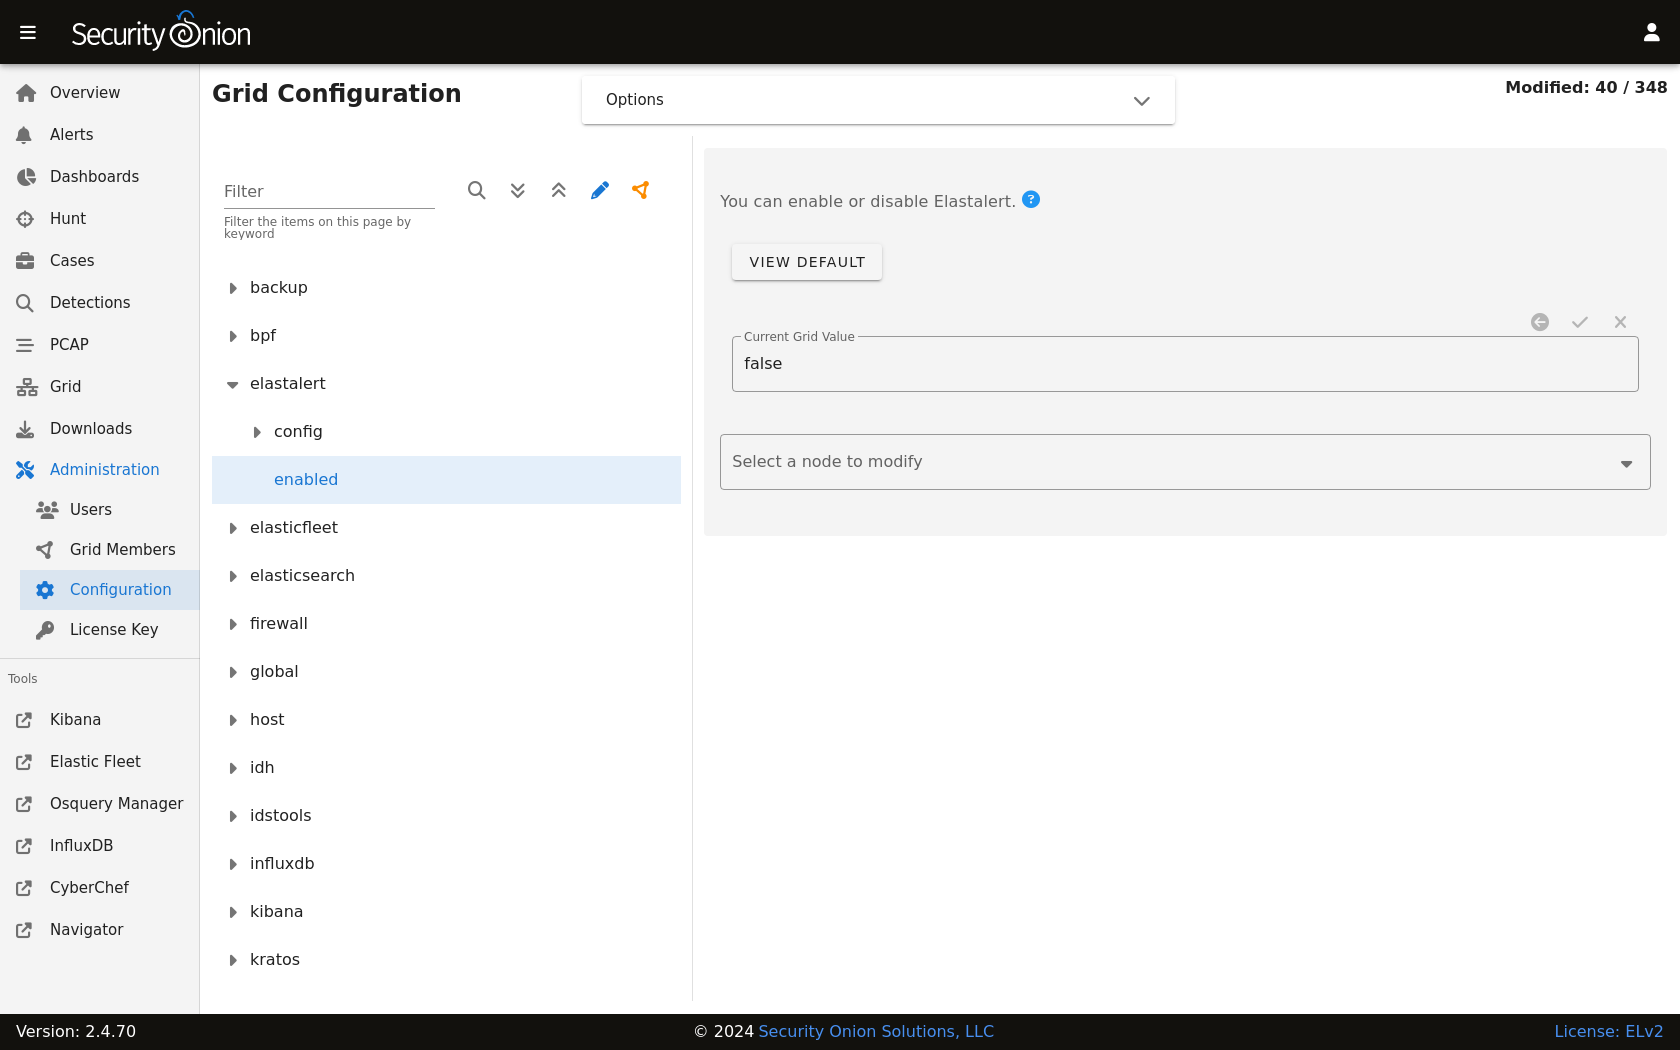 Security Onion
Overview
Alerts
Dashboards
Hunt
Cases
Detections
PCAP
Grid
Downloads
Administration
Users
Grid Members
Configuration
License Key
Tools
Kibana
Elastic Fleet
Osquery Manager
InfluxDB
CyberChef
Navigator
Grid Configuration
Options
Modified: 40 / 348
Filter
Filter the items on this page by
keyword
backup
bpf
elastalert
config
enabled
elasticfleet
elasticsearch
firewall
global
host
idh
idstools
influxdb
kibana
kratos
You can enable or disable Elastalert. ?
VIEW DEFAULT
Current Grid Value
false
Select a node to modify
Version: 2.4.70
© 2024 Security Onion Solutions, LLC
License: ELv2